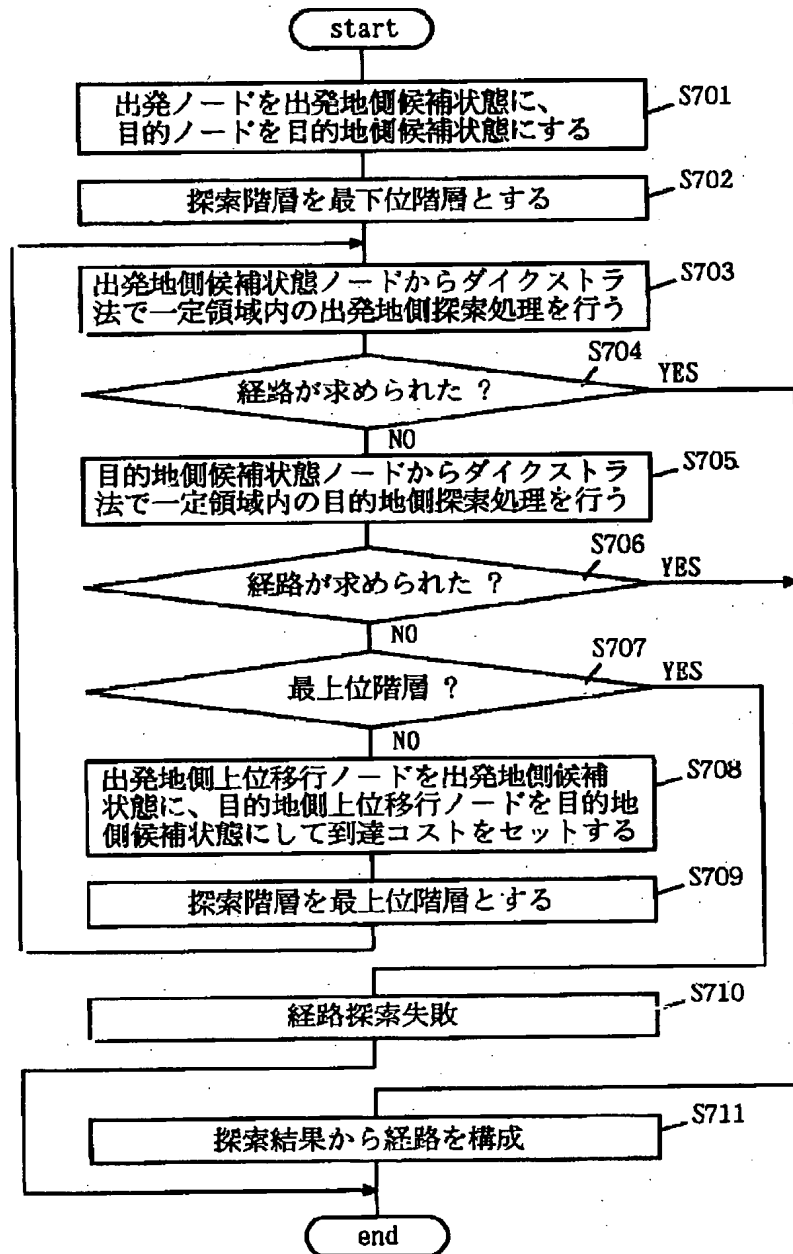 start
S701
出発ノードを出発地側候補状態に、
目的ノードを目的地側候補状態にする
S702
探索階層を最下位階層とする
S703
出発地側候補状態ノードからダイクストラ
法で一定領域内の出発地側探索処理を行う
S704
経路が求められた ?
YES
NO
S705
目的地側候補状態ノードからダイクストラ
法で一定領域内の目的地側探索処理を行う
S706
経路が求められた ?
YES
NO
S707
最上位階層 ?
YES
NO
S708
出発地側上位移行ノードを出発地側候補
状態に、目的地側上位移行ノードを目的地
側候補状態にして到達コストをセットする
S709
探索階層を最上位階層とする
S710
経路探索失敗
S711
探索結果から経路を構成
end